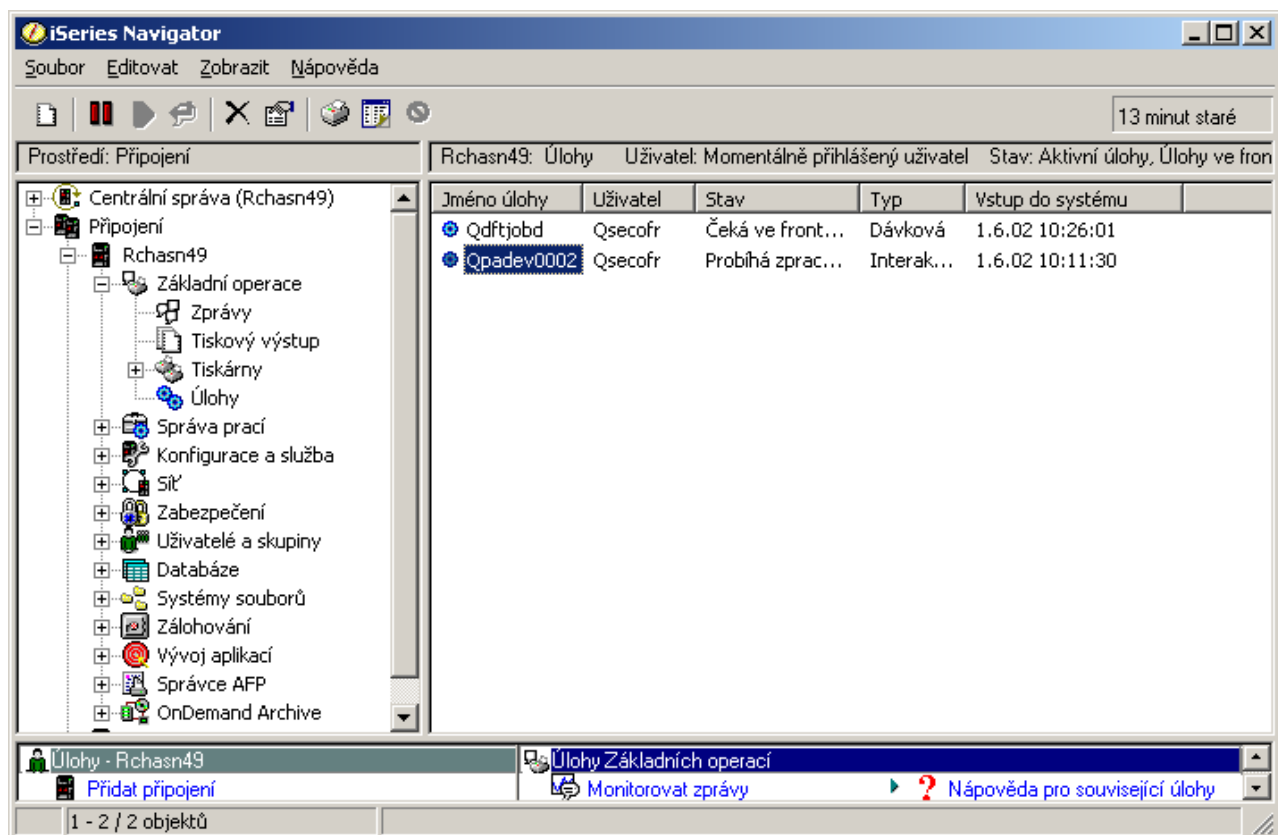 iSeries Navigator
Soubor Editovat Zobrazit Nápověda
13 minut staré
Prostředí: Připojení
Rchasn49: Úlohy Uživatel: Momentálně přihlášený uživatel Stav: Aktivní úlohy, Úlohy ve fron
Centrální správa (Rchasn49)
Připojení
Rchasn49
Základní operace
Zprávy
Tiskový výstup
Tiskárny
Úlohy
Správa prací
Konfigurace a služba
Síť
Zabezpečení
Uživatelé a skupiny
Databáze
Systémy souborů
Zálohování
Vývoj aplikací
Správce AFP
OnDemand Archive
Jméno úlohy Uživatel Stav Typ Vstup do systému
Qdftjobd Qsecofr Čeká ve front... Dávková 1.6.02 10:26:01
Qpadev0002 Qsecofr Probíhá zprac... Interak... 1.6.02 10:11:30
Úlohy - Rchasn49
Přidat připojení
Úlohy Základních operací
Monitorovat zprávy
Nápověda pro související úlohy
1 - 2 / 2 objektů